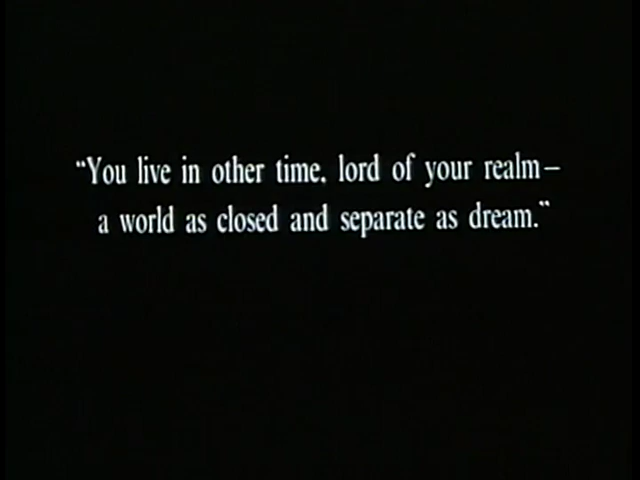 “You live in other time, lord of your realm—
a world as closed and separate as dream.”